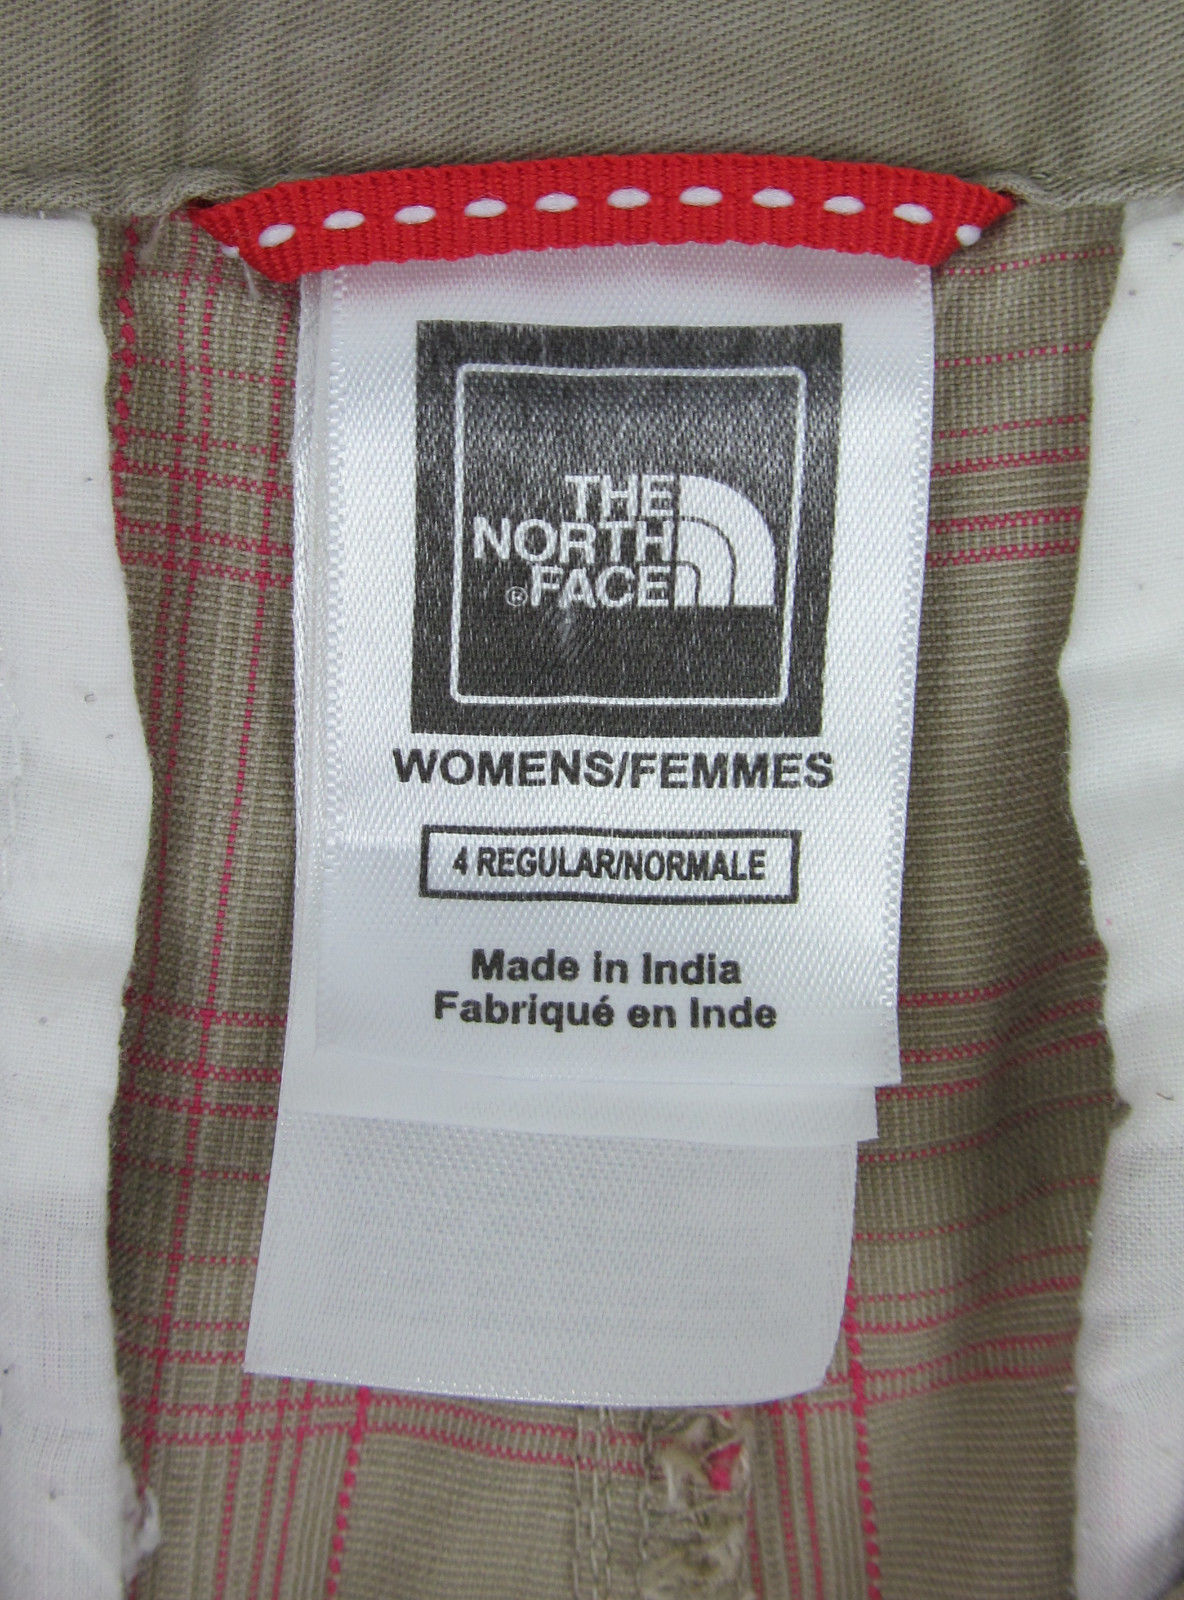 THE
NORTH
®FACE
WOMENS/FEMMES
4 REGULAR/NORMALE
Made in India
Fabriqué en Inde